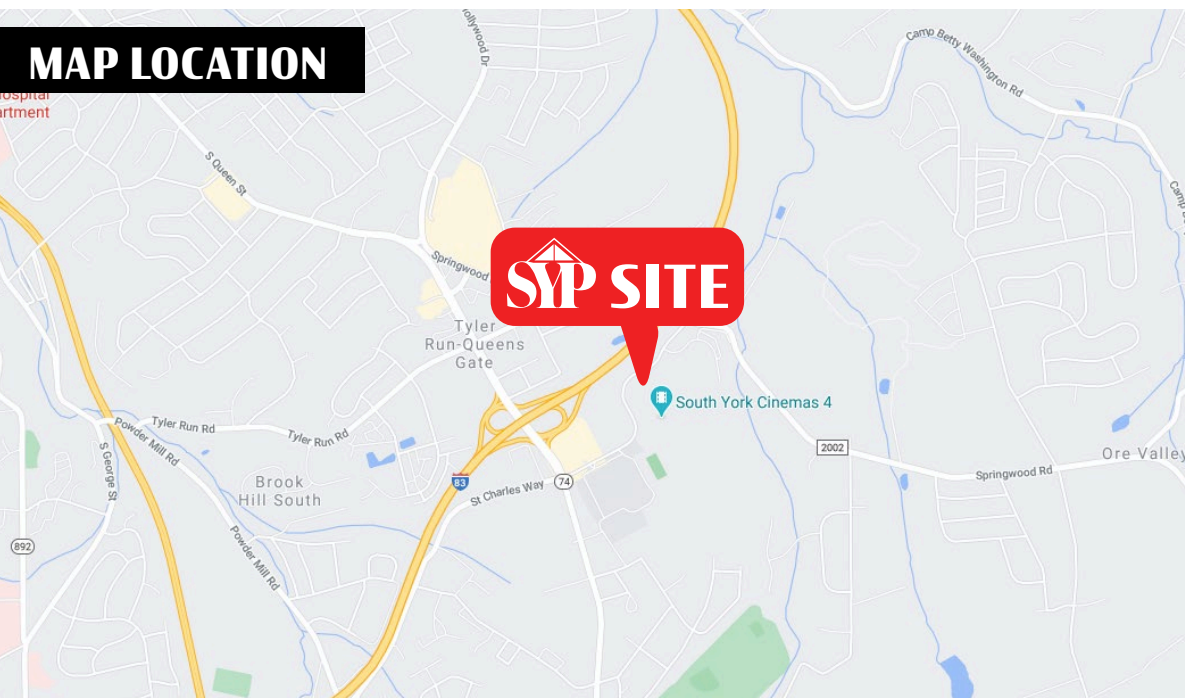 MAP LOCATION
Hospital
artment
ollywood Dr
Camp Betty Washington Rd
S Queen St
Camp
Springwood
SYP SITE
Tyler
Run-Queens
Gate
South York Cinemas 4
Tyler Run Rd
Tyler Run Rd
Powder Mill Rd
S George St
2002
Ore Valley
Springwood Rd
Brook
Hill South
83
St Charles Way
74
892
Powder Mill Rd